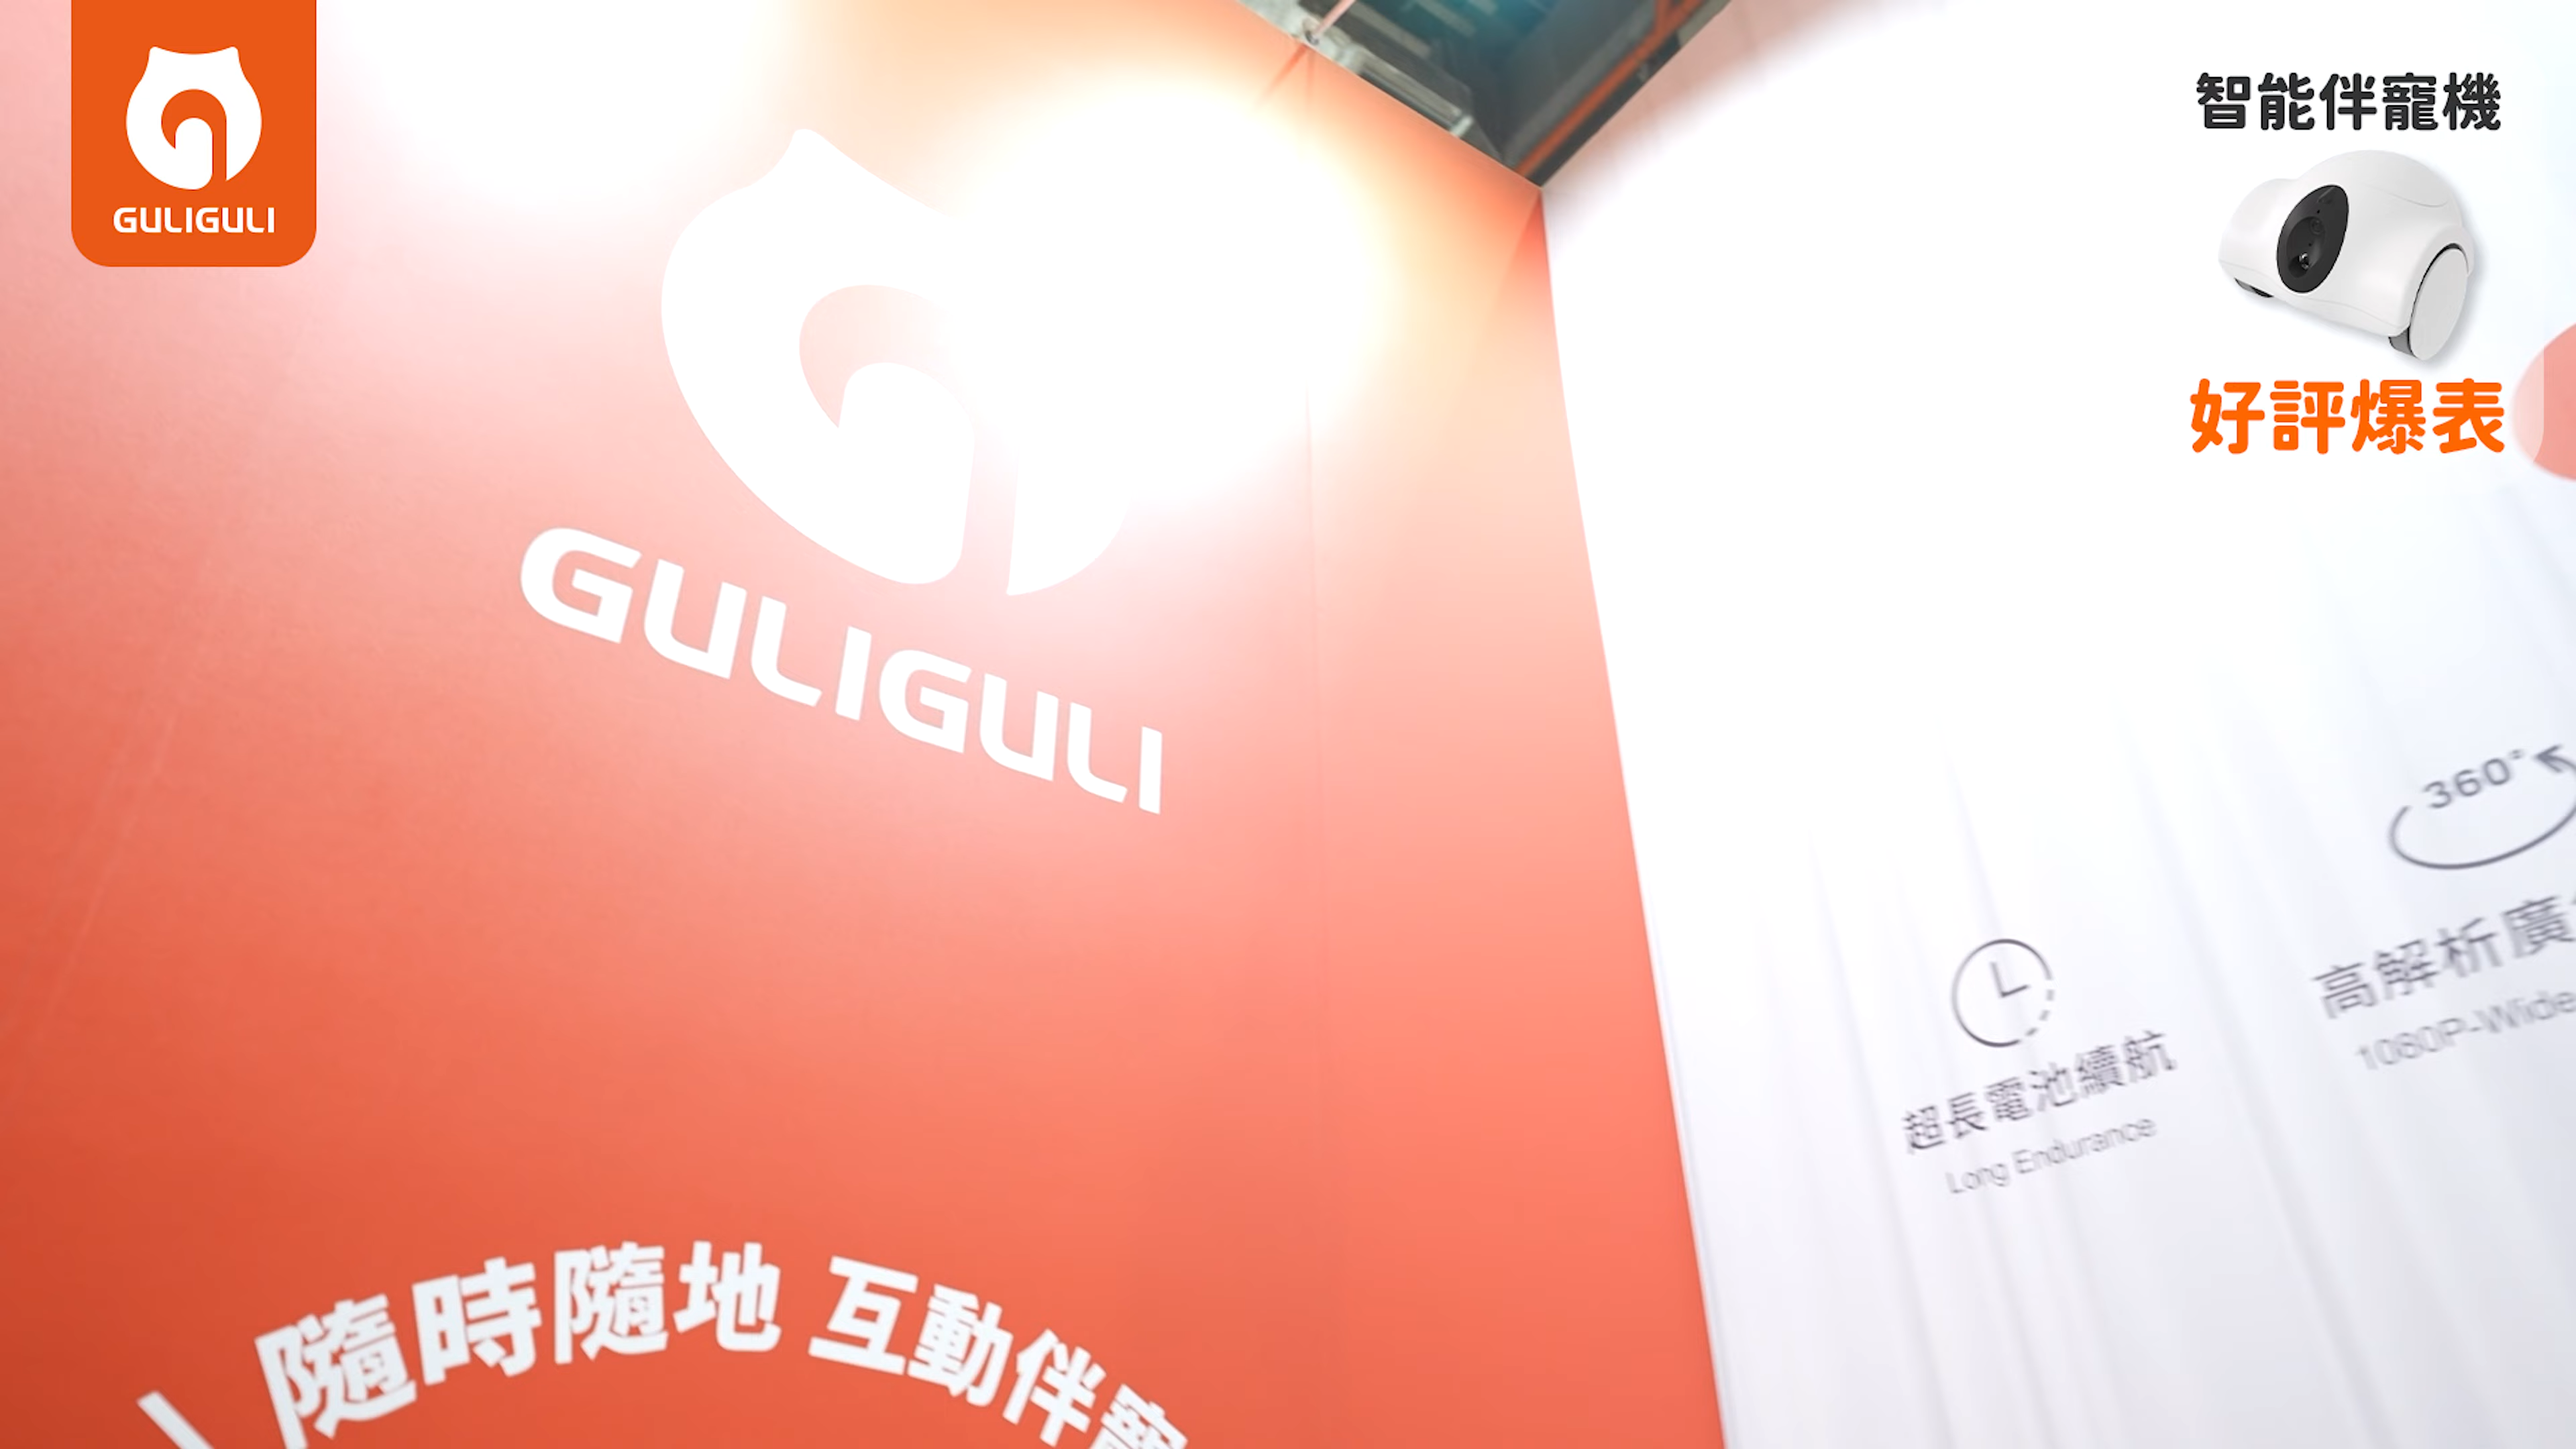 GULIGULI
智能伴寵機
好評爆表
GULIGULI
360°
高解析廣
1080P-Wide
超長電池續航
Long Endurance
隨時隨地 互動伴寵